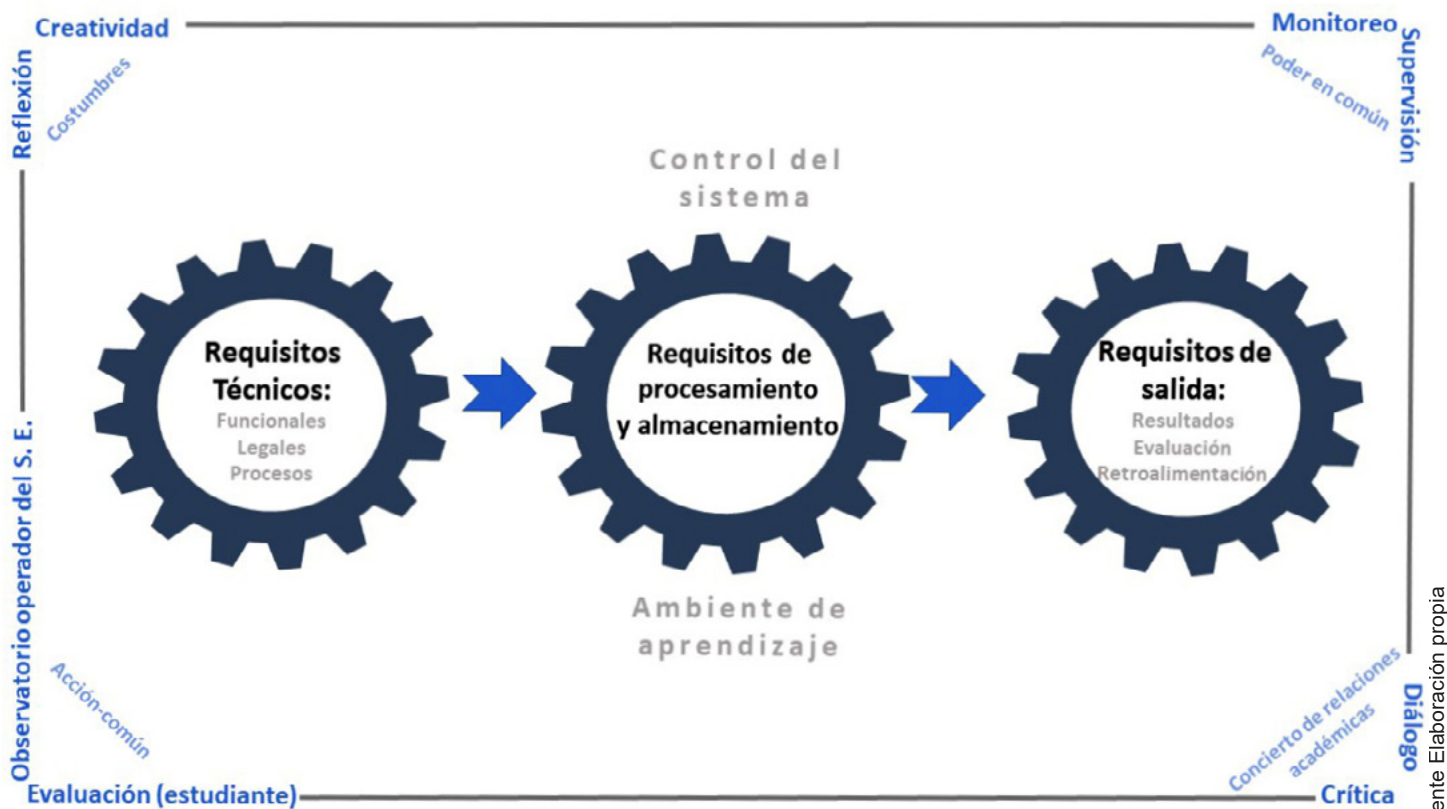 Creatividad
Monitoreo
Reflexión
Costumbres
Poder en común
Supervisión
Control del
sistema
Requisitos
Técnicos:
Funcionales
Legales
Procesos
Requisitos de
procesamiento
y almacenamiento
Requisitos de
salida:
Resultados
Evaluación
Retroalimentación
Ambiente de
aprendizaje
Observatorio operador del S. E.
Acción-común
Evaluación (estudiante)
Concierto de relaciones
académicas
Diálogo
Crítica
ente Elaboración propia